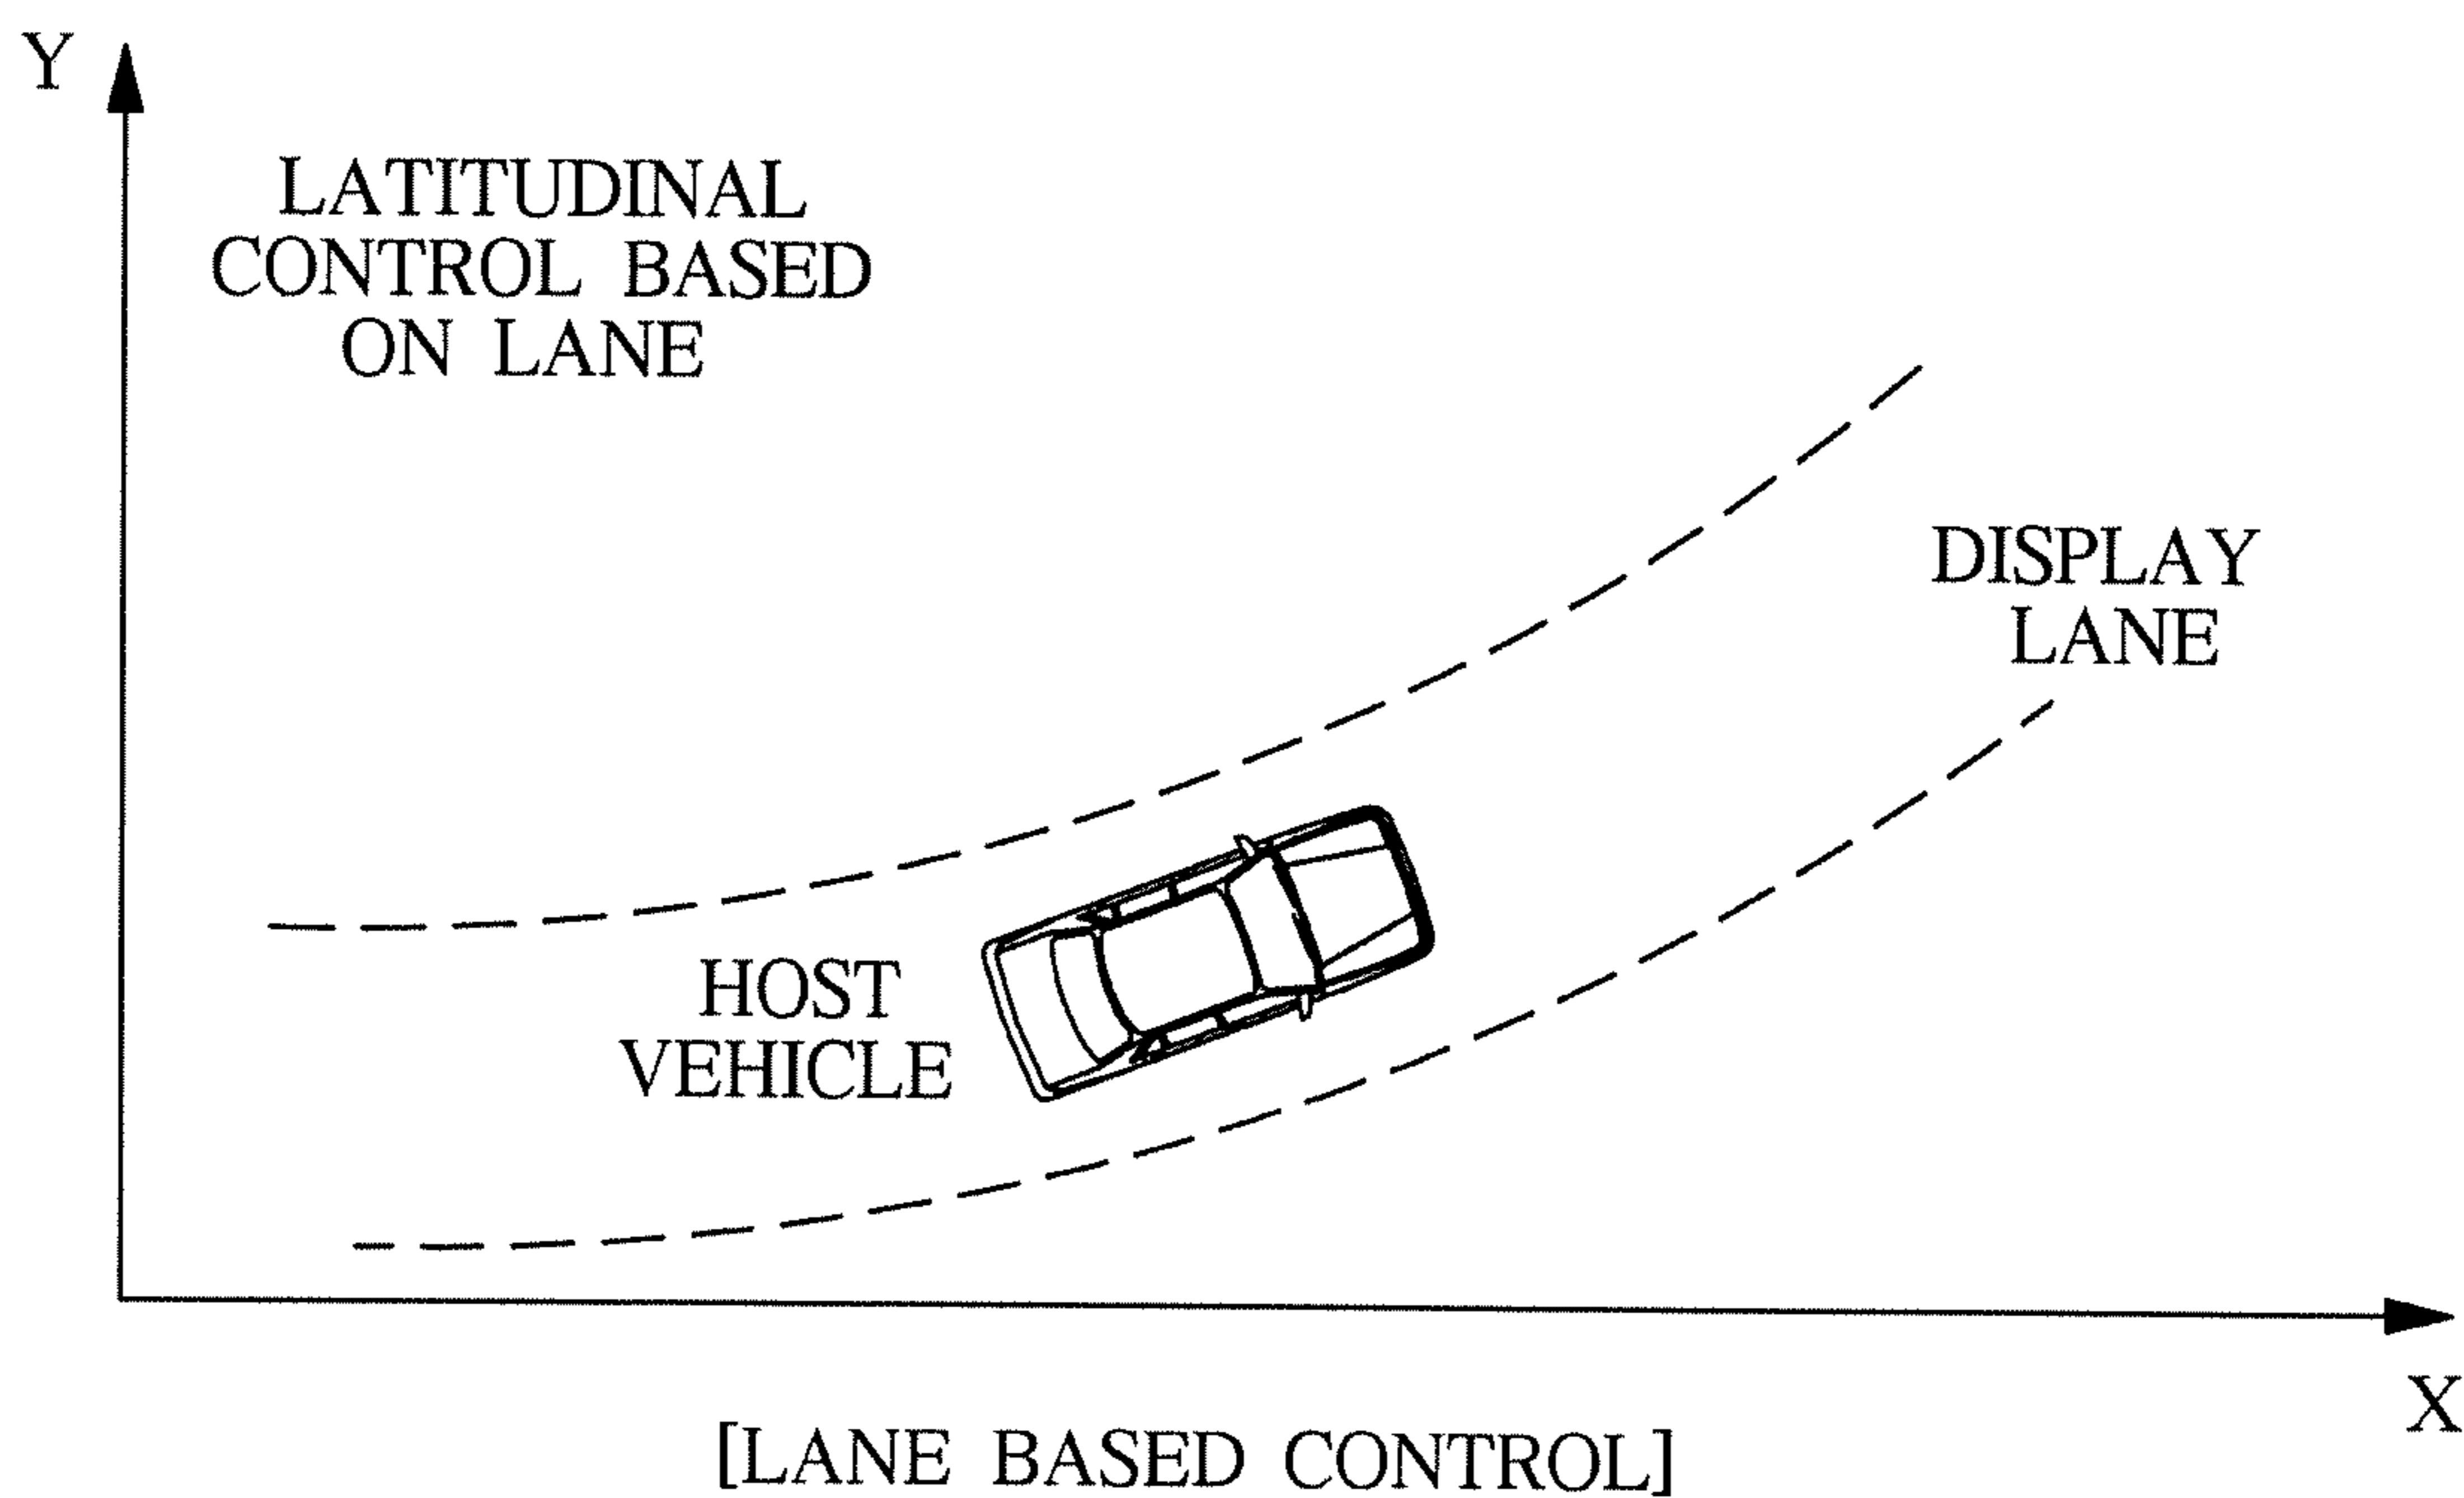 Y
LATITUDINAL
CONTROL BASED
ON LANE
DISPLAY
LANE
HOST
VEHICLE
X
[LANE BASED CONTROL]